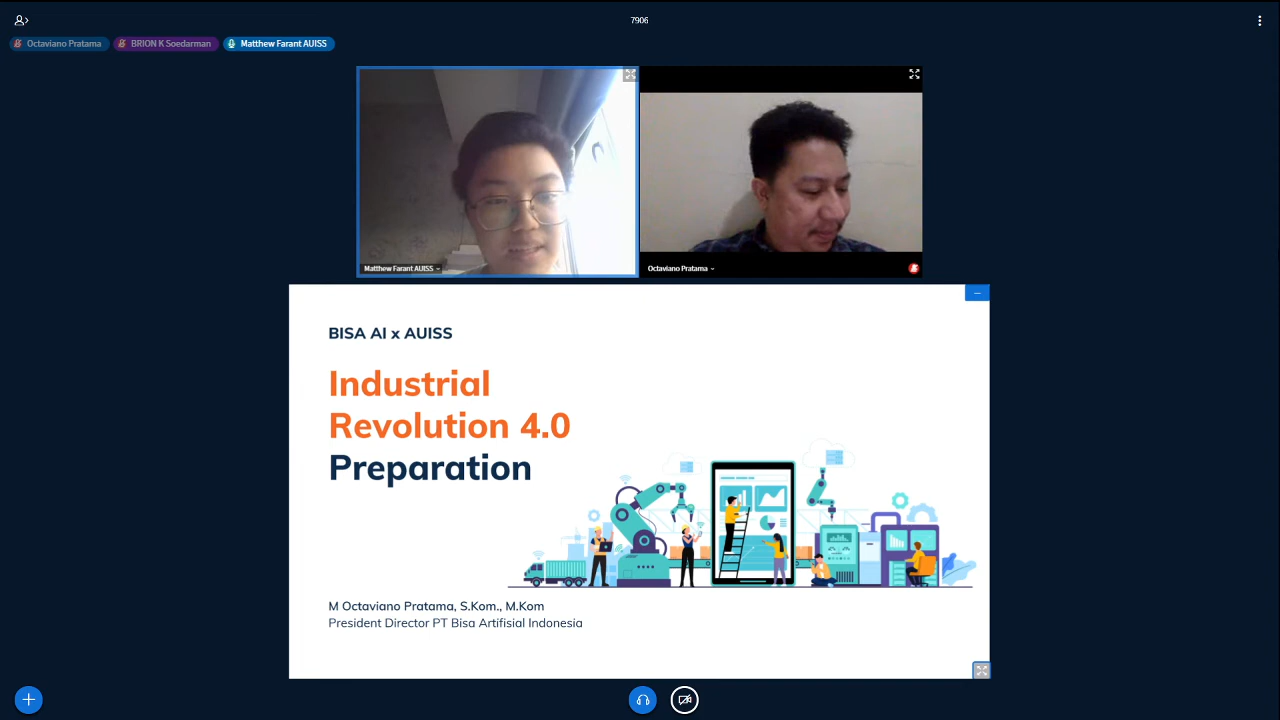 7906
Octaviano Pratama
BRION K Soedarman
Matthew Farant AUISS
Matthew Farant AUISS
Octaviano Pratama
BISA AI x AUISS
Industrial
Revolution 4.0
Preparation
M Octaviano Pratama, S.Kom., M.Kom
President Director PT Bisa Artifisial Indonesia